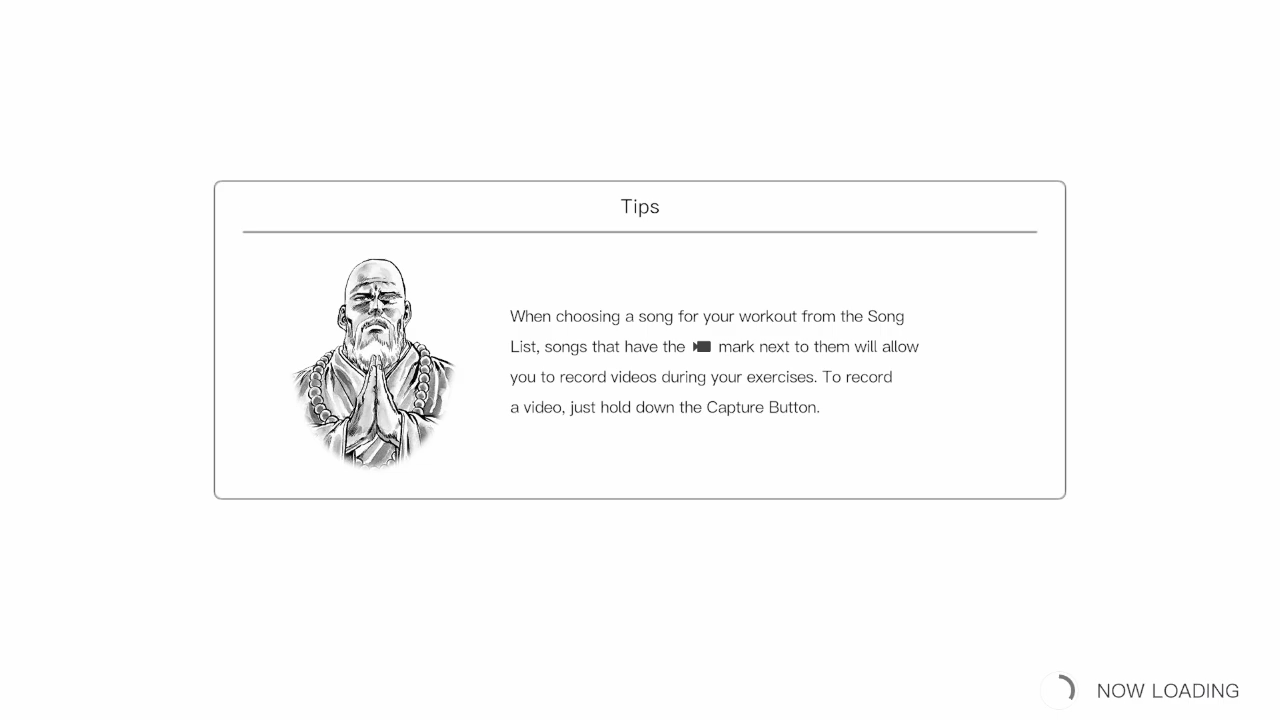 Tips
When choosing a song for your workout from the Song
List, songs that have the mark next to them will allow
you to record videos during your exercises. To record
a video, just hold down the Capture Button.
NOW LOADING